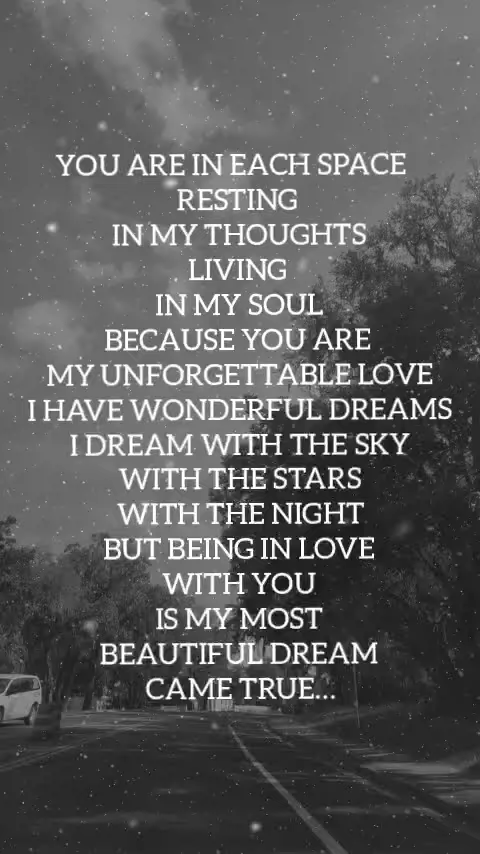 YOU ARE IN EACH SPACE
RESTING
IN MY THOUGHTS
LIVING
IN MY SOUL
BECAUSE YOU ARE
MY UNFORGETTABLE LOVE
I HAVE WONDERFUL DREAMS
I DREAM WITH THE SKY
WITH THE STARS
WITH THE NIGHT
BUT BEING IN LOVE
WITH YOU
IS MY MOST
BEAUTIFUL DREAM
CAME TRUE...